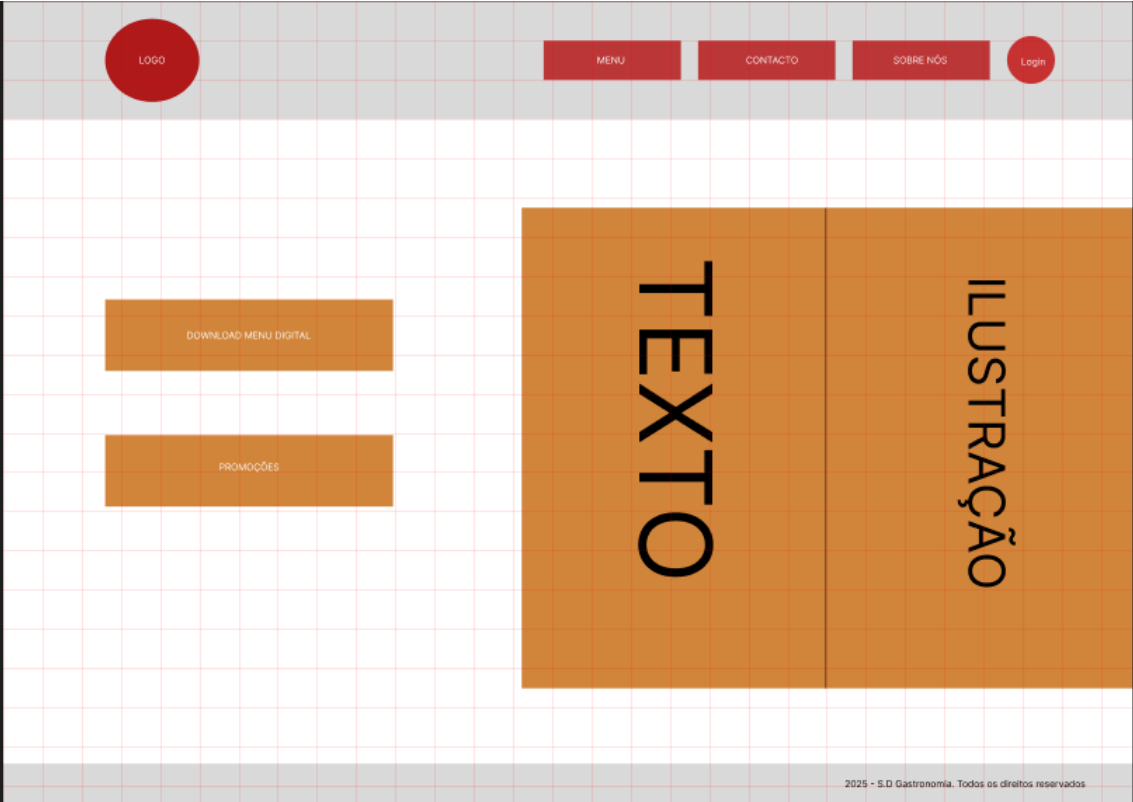 LOGO
MENU
CONTACTO
SOBRE NÓS
Login
DOWNLOAD MENU DIGITAL
PROMOÇÕES
TEXTO
ILUSTRAÇÃO
2025 - S.D Gastronomia. Todos os direitos reservados